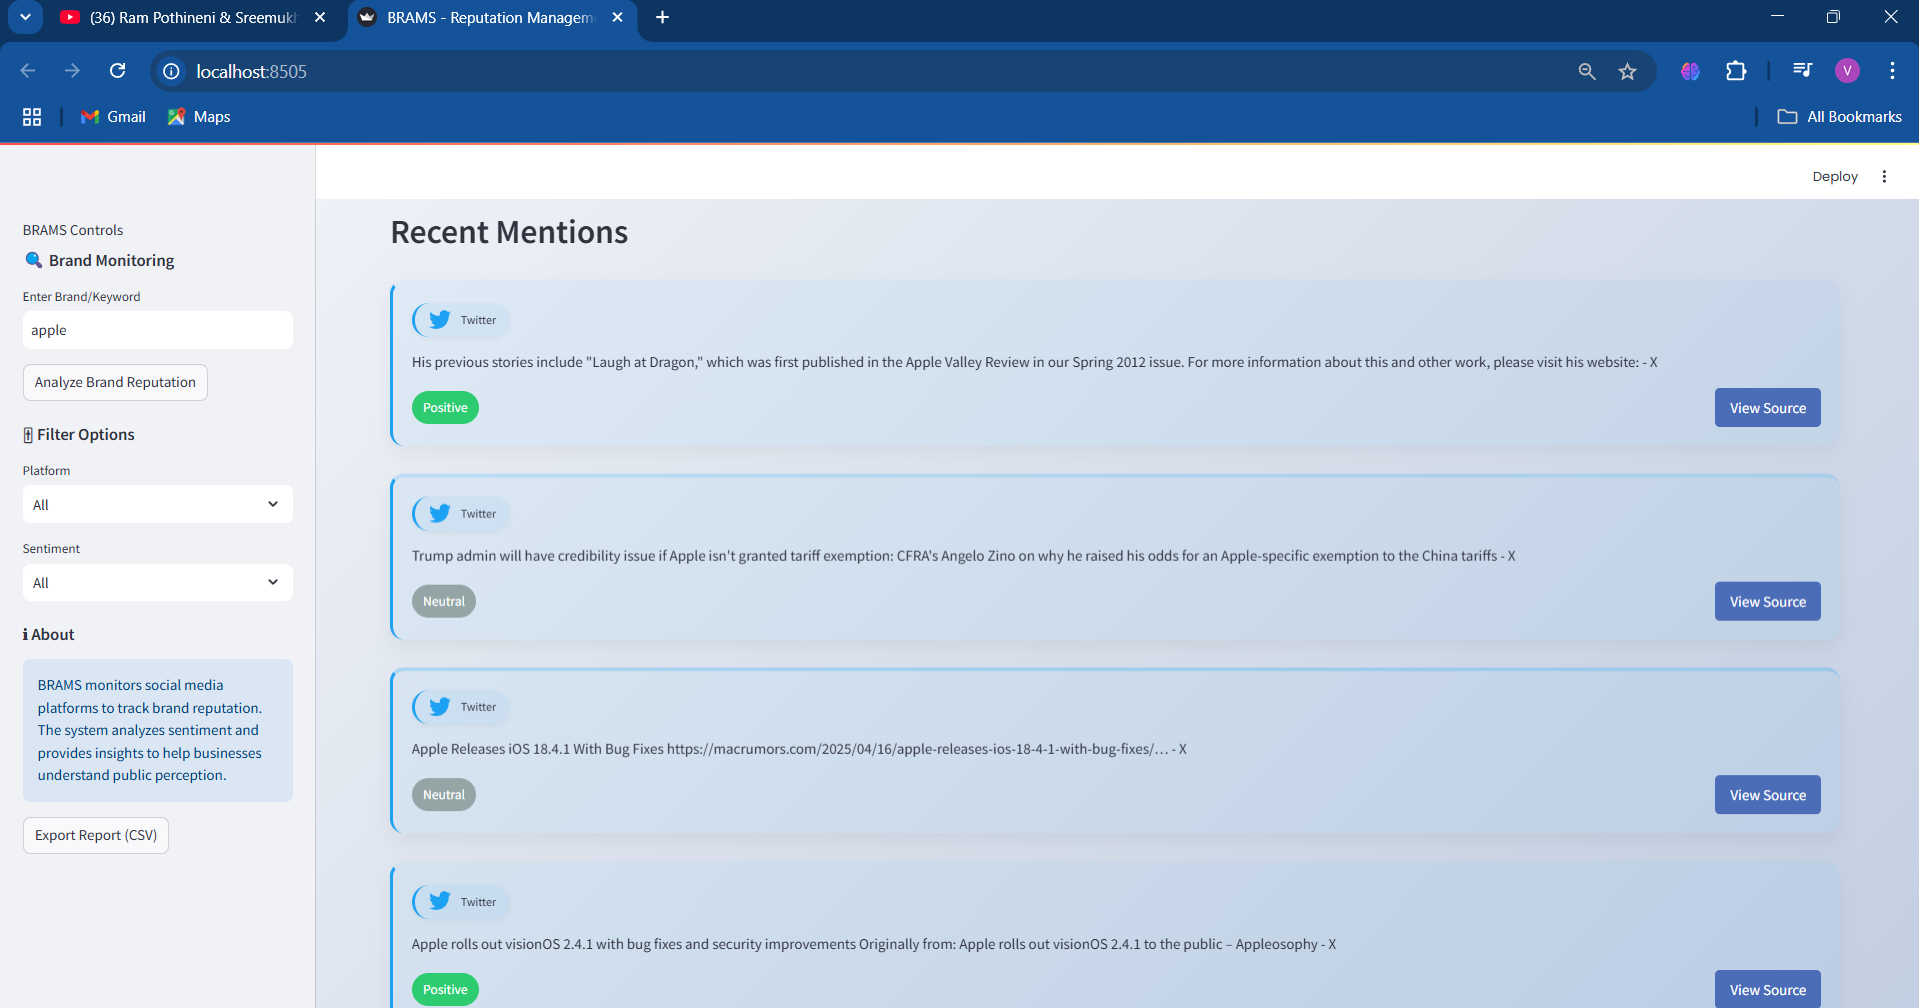 (36) Ram Pothineni & Sreemukh
BRAMS - Reputation Managem
localhost:8505
V
Gmail
Maps
All Bookmarks
Deploy
BRAMS Controls
Brand Monitoring
Enter Brand/Keyword
apple
Analyze Brand Reputation
Filter Options
Platform
All
Sentiment
All
About
BRAMS monitors social media
platforms to track brand reputation.
The system analyzes sentiment and
provides insights to help businesses
understand public perception.
Export Report (CSV)
Recent Mentions
Twitter
His previous stories include "Laugh at Dragon," which was first published in the Apple Valley Review in our Spring 2012 issue. For more information about this and other work, please visit his website: - X
Positive
View Source
Twitter
Trump admin will have credibility issue if Apple isn't granted tariff exemption: CFRA's Angelo Zino on why he raised his odds for an Apple-specific exemption to the China tariffs - X
Neutral
View Source
Twitter
Apple Releases iOS 18.4.1 With Bug Fixes https://macrumors.com/2025/04/16/apple-releases-ios-18-4-1-with-bug-fixes/… - X
Neutral
View Source
Twitter
Apple rolls out visionOS 2.4.1 with bug fixes and security improvements Originally from: Apple rolls out visionOS 2.4.1 to the public – Appleosophy - X
Positive
View Source